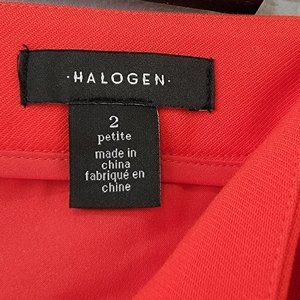 ·HALOGEN·
2
petite
made in
china
fabriqué en
chine